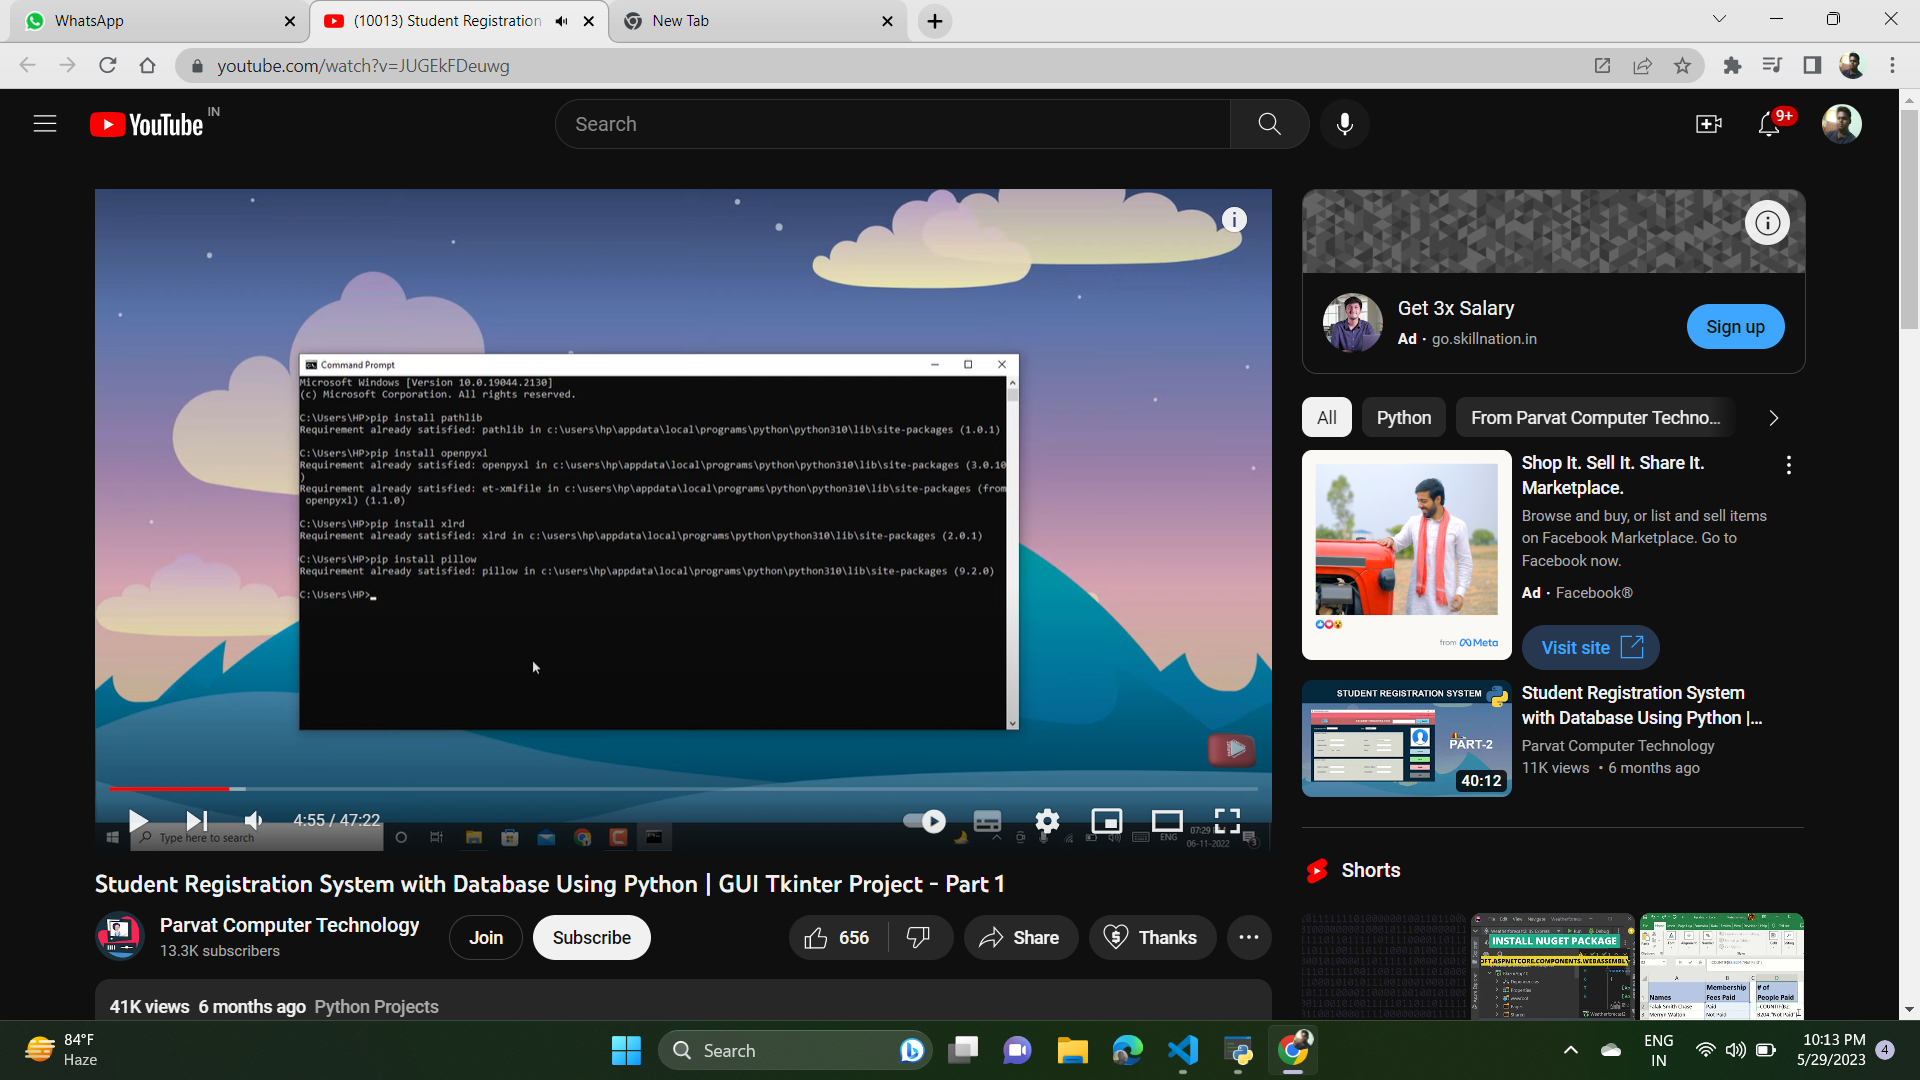 WhatsApp
(10013) Student Registration
New Tab
youtube.com/watch?v=JUGEkFDeuwg
YouTube IN
Search
9+
Command Prompt
Microsoft Windows [Version 10.0.19044.2130]
(c) Microsoft Corporation. All rights reserved.
C:\Users\HP>pip install pathlib
Requirement already satisfied: pathlib in c:\users\hp\appdata\local\programs\python\python310\lib\site-packages (1.0.1)
C:\Users\HP>pip install openpyxl
Requirement already satisfied: openpyxl in c:\users\hp\appdata\local\programs\python\python310\lib\site-packages (3.0.10
)
Requirement already satisfied: et-xmlfile in c:\users\hp\appdata\local\programs\python\python310\lib\site-packages (from
openpyxl) (1.1.0)
C:\Users\HP>pip install xlrd
Requirement already satisfied: xlrd in c:\users\hp\appdata\local\programs\python\python310\lib\site-packages (2.0.1)
C:\Users\HP>pip install pillow
Requirement already satisfied: pillow in c:\users\hp\appdata\local\programs\python\python310\lib\site-packages (9.2.0)
C:\Users\HP>
4:55 / 47:22
Type here to search
ENG
06-11-2022
Student Registration System with Database Using Python | GUI Tkinter Project - Part 1
Parvat Computer Technology
13.3K subscribers
Join
Subscribe
656
Share
Thanks
41K views 6 months ago Python Projects
Get 3x Salary
Ad · go.skillnation.in
Sign up
All
Python
From Parvat Computer Techno...
Shop It. Sell It. Share It.
Marketplace.
Browse and buy, or list and sell items
on Facebook Marketplace. Go to
Facebook now.
Ad · Facebook®
from Meta
Visit site
STUDENT REGISTRATION SYSTEM
PART-2
40:12
Student Registration System
with Database Using Python |...
Parvat Computer Technology
11K views • 6 months ago
Shorts
INSTALL NUGET PACKAGE
Names
Membership
Fees Paid
# of
People Paid
84°F
Haze
Search
ENG
IN
10:13 PM
5/29/2023
4